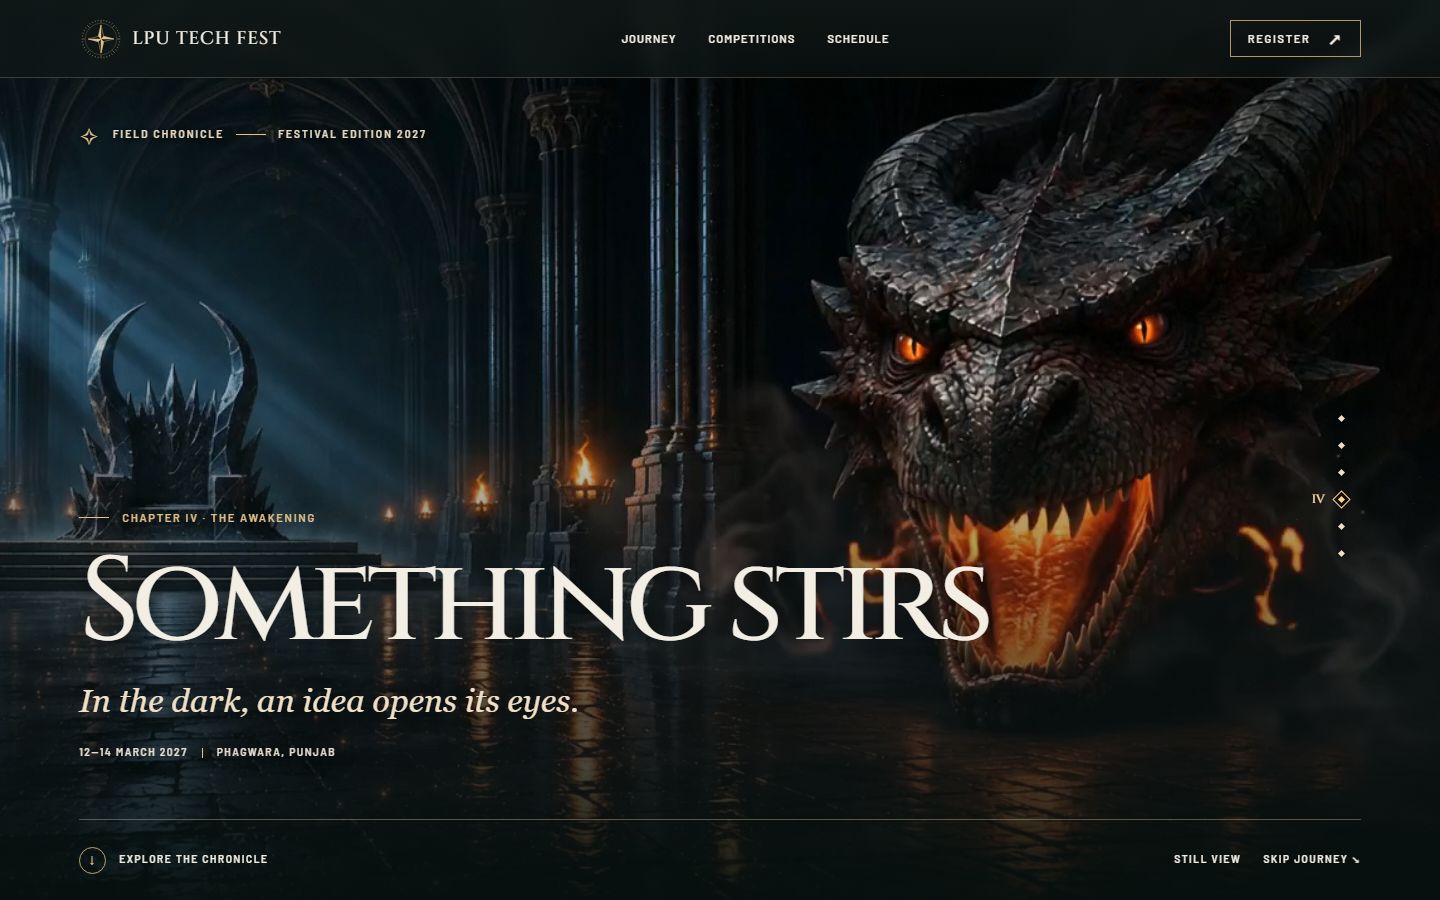 LPU TECH FEST
JOURNEY
COMPETITIONS
SCHEDULE
REGISTER ↗
FIELD CHRONICLE — FESTIVAL EDITION 2027
IV
CHAPTER IV · THE AWAKENING
SOMETHING STIRS
In the dark, an idea opens its eyes.
12–14 MARCH 2027 | PHAGWARA, PUNJAB
↓ EXPLORE THE CHRONICLE
STILL VIEW
SKIP JOURNEY ↘